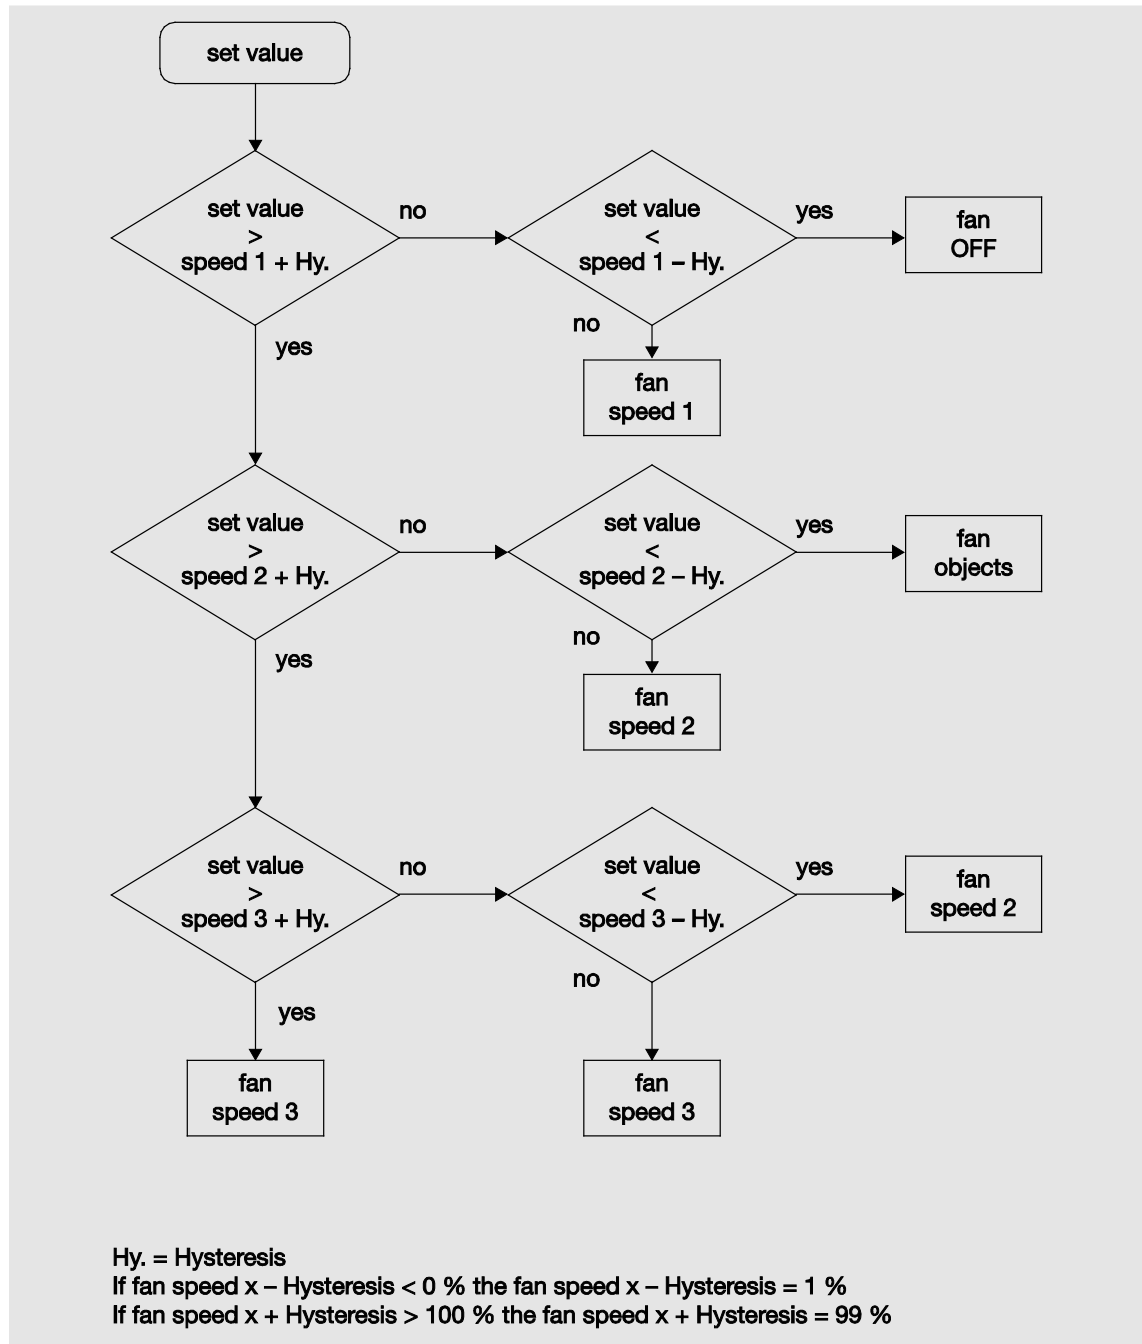 set value
set value
>
speed 1 + Hy.
no
set value
<
speed 1 – Hy.
yes
fan
OFF
yes
no
fan
speed 1
set value
>
speed 2 + Hy.
no
set value
<
speed 2 – Hy.
yes
fan
objects
yes
no
fan
speed 2
set value
>
speed 3 + Hy.
no
set value
<
speed 3 – Hy.
yes
fan
speed 2
yes
no
fan
speed 3
fan
speed 3
Hy. = Hysteresis
If fan speed x – Hysteresis < 0 % the fan speed x – Hysteresis = 1 %
If fan speed x + Hysteresis > 100 % the fan speed x + Hysteresis = 99 %